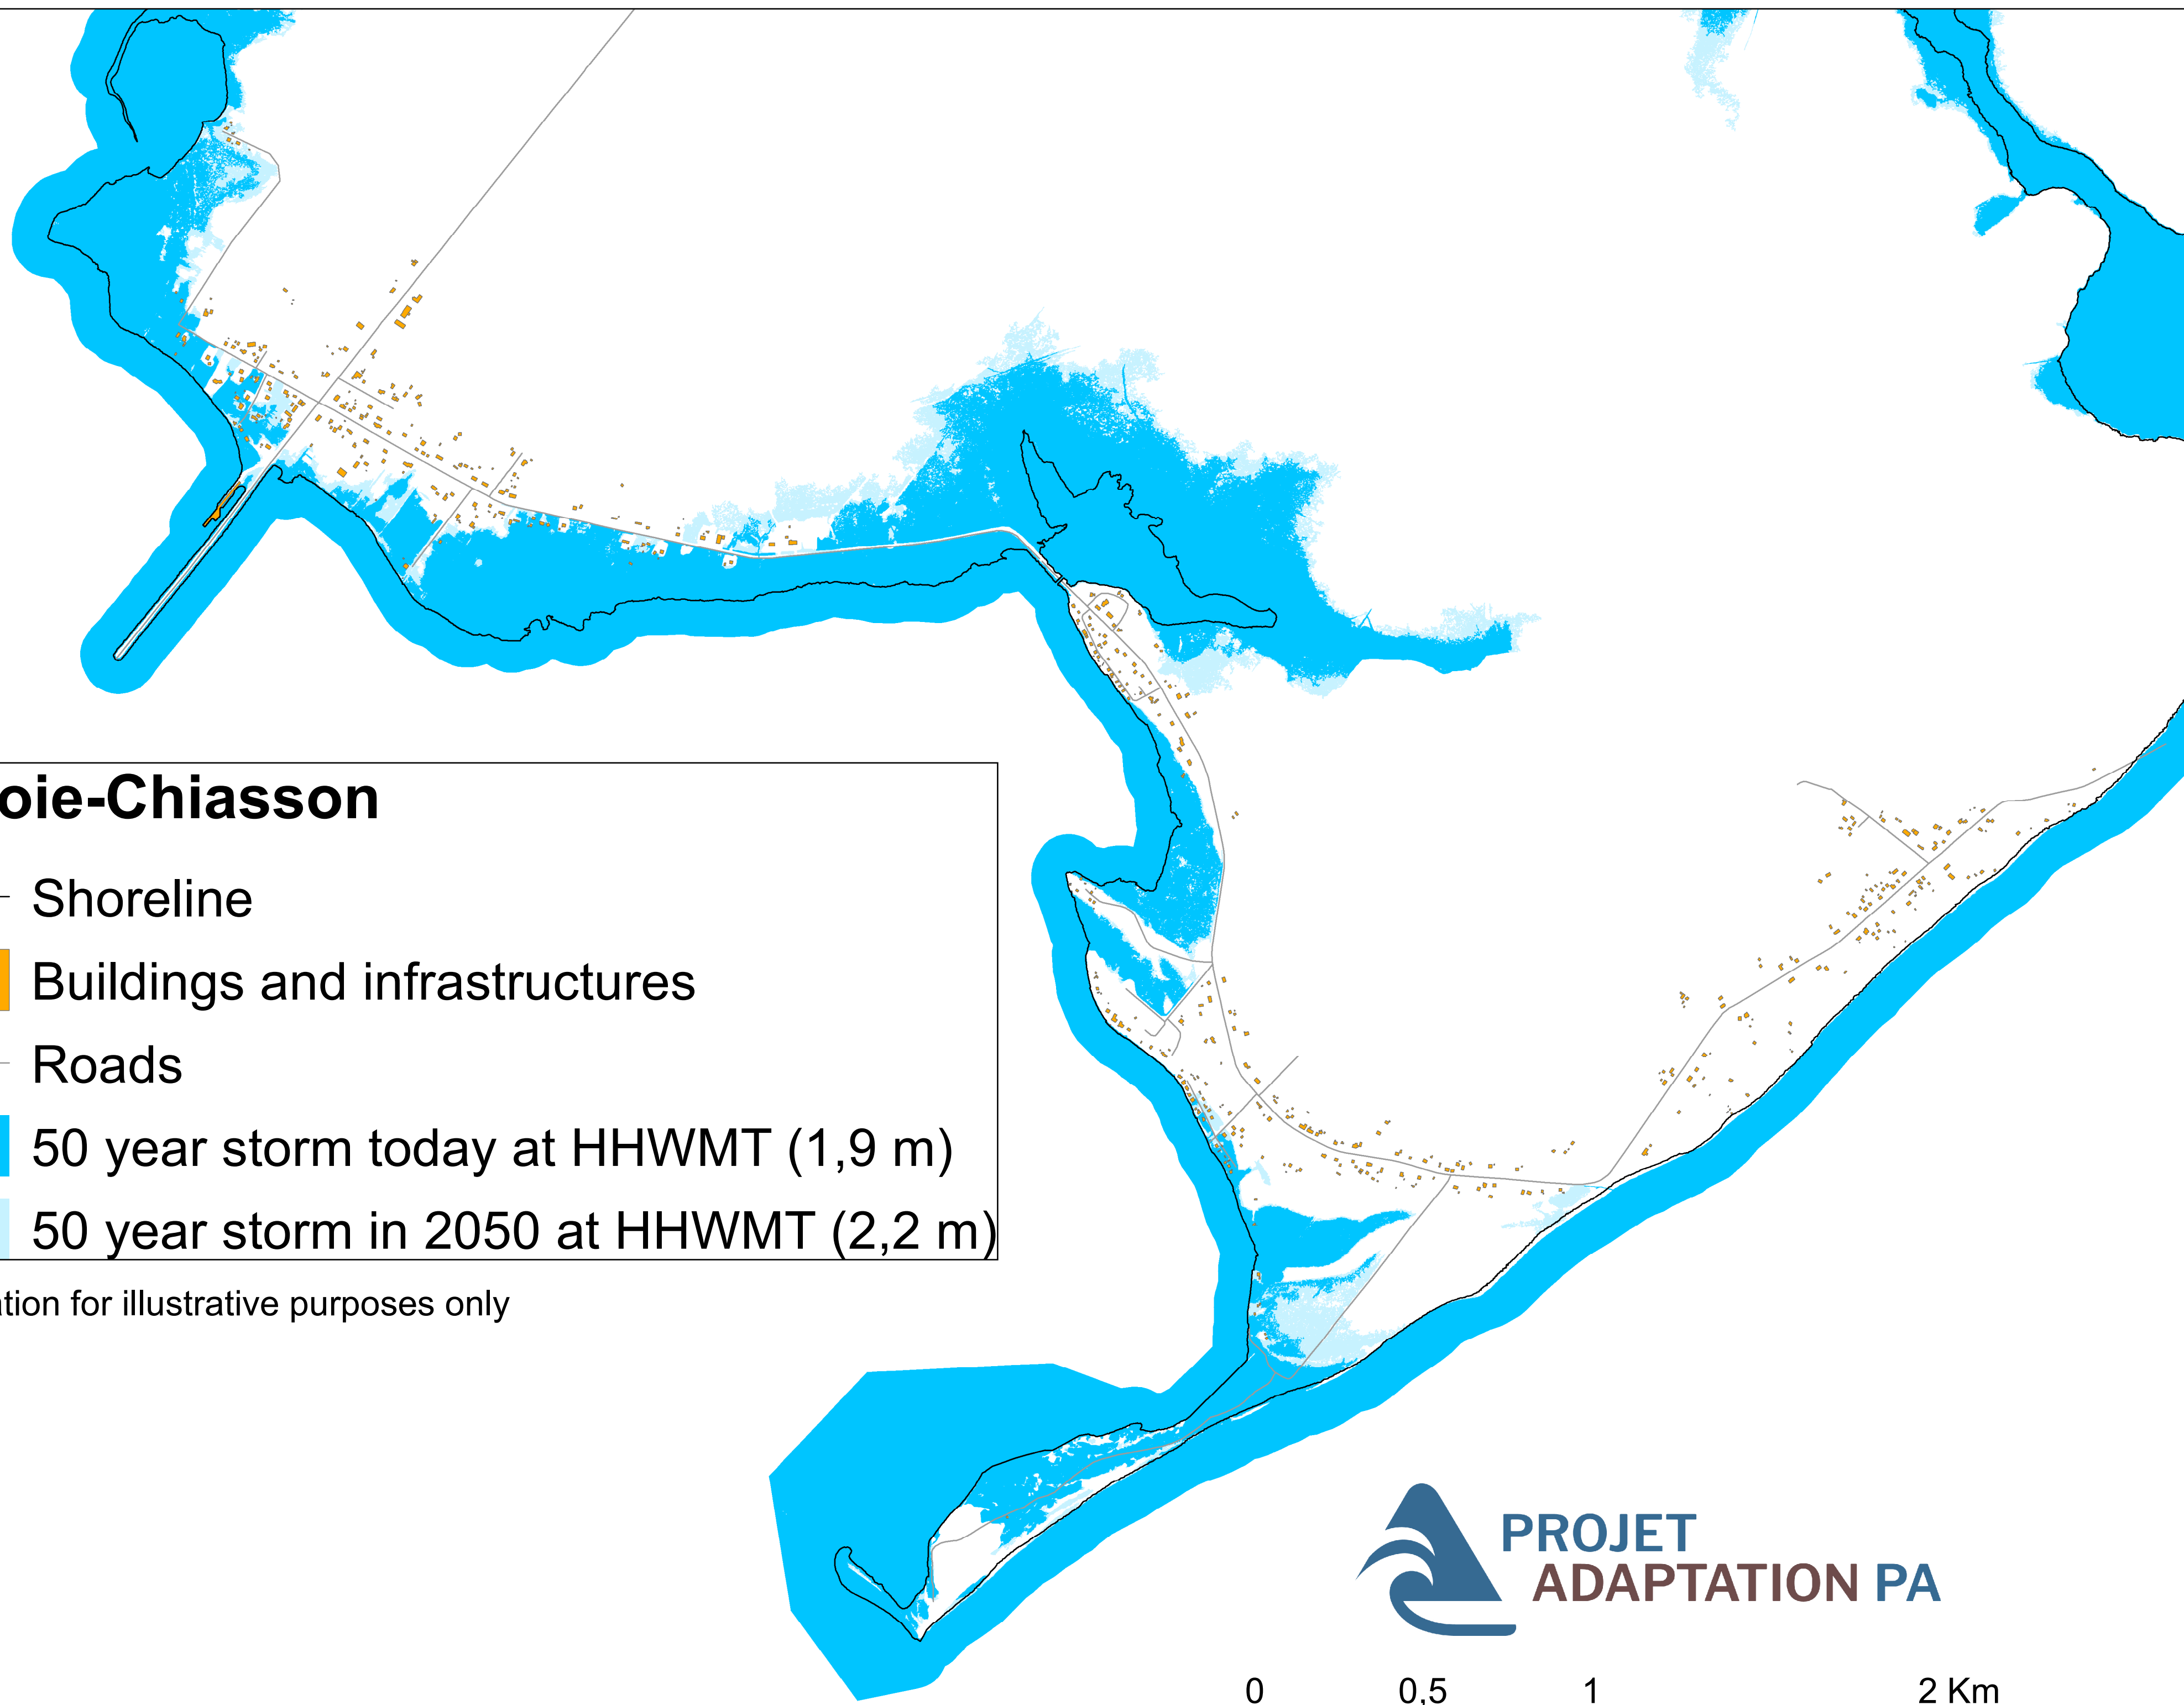 oie-Chiasson
Shoreline
Buildings and infrastructures
Roads
50 year storm today at HHWMT (1,9 m)
50 year storm in 2050 at HHWMT (2,2 m)
ation for illustrative purposes only
PROJET
ADAPTATION PA
0 0,5 1 2 Km